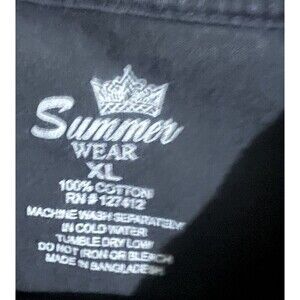 Summer
WEAR
XL
100% COTTON
RN # 127412
MACHINE WASH SEPARATELY
IN COLD WATER
TUMBLE DRY LOW
DO NOT IRON OR BLEACH
MADE IN BANGLADESH